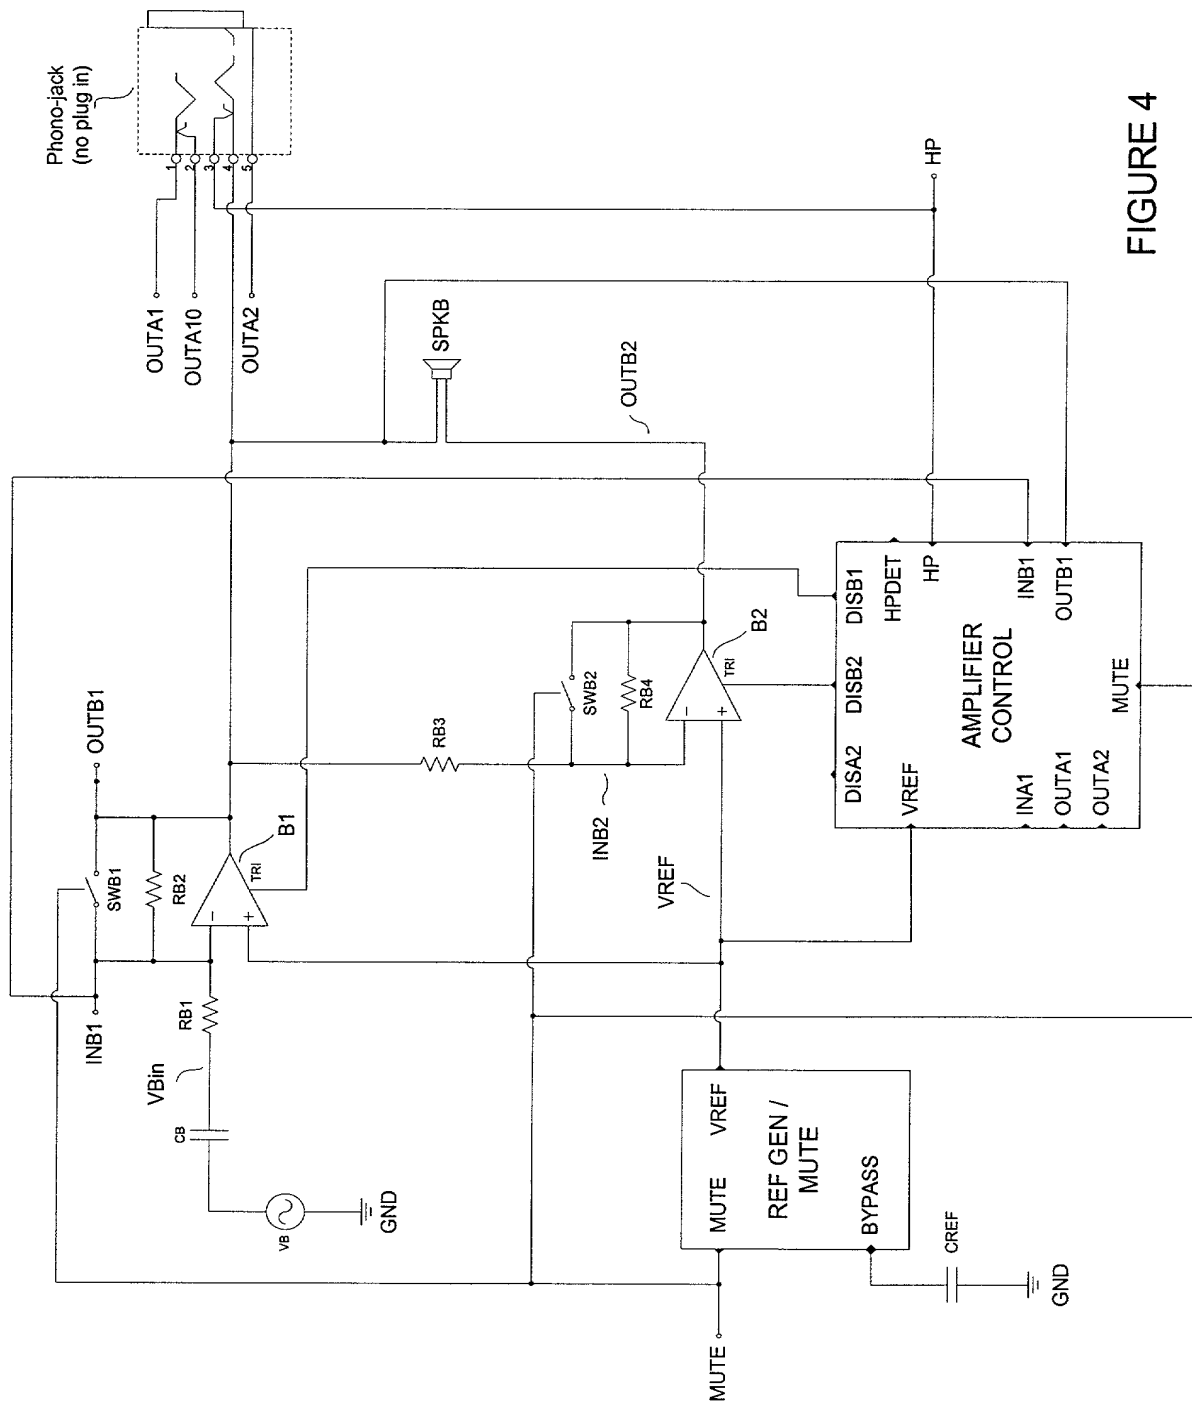 Phono-jack
(no plug in)
1
2
3
4
5
OUTA1
OUTA10
OUTA2
HP
INB1
OUTB1
SWB1
RB2
VBin
RB1
CB
VB
GND
TRI
B1
RB3
SPKB
OUTB2
INB2
SWB2
RB4
TRI
B2
VREF
MUTE
MUTE
VREF
REF GEN /
MUTE
BYPASS
CREF
GND
DISA2
DISB2
DISB1
VREF
HPDET
HP
AMPLIFIER
CONTROL
INA1
OUTA1
OUTA2
INB1
OUTB1
MUTE
FIGURE 4